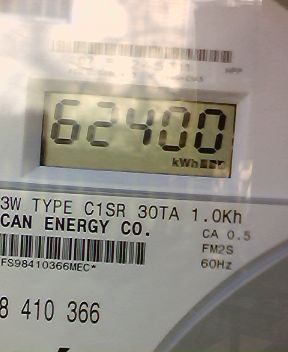 62400
kWh
3W TYPE C1SR 30TA 1.0Kh
CAN ENERGY CO.
CA 0.5
FM2S
FS98410366MEC*
60Hz
8 410 366